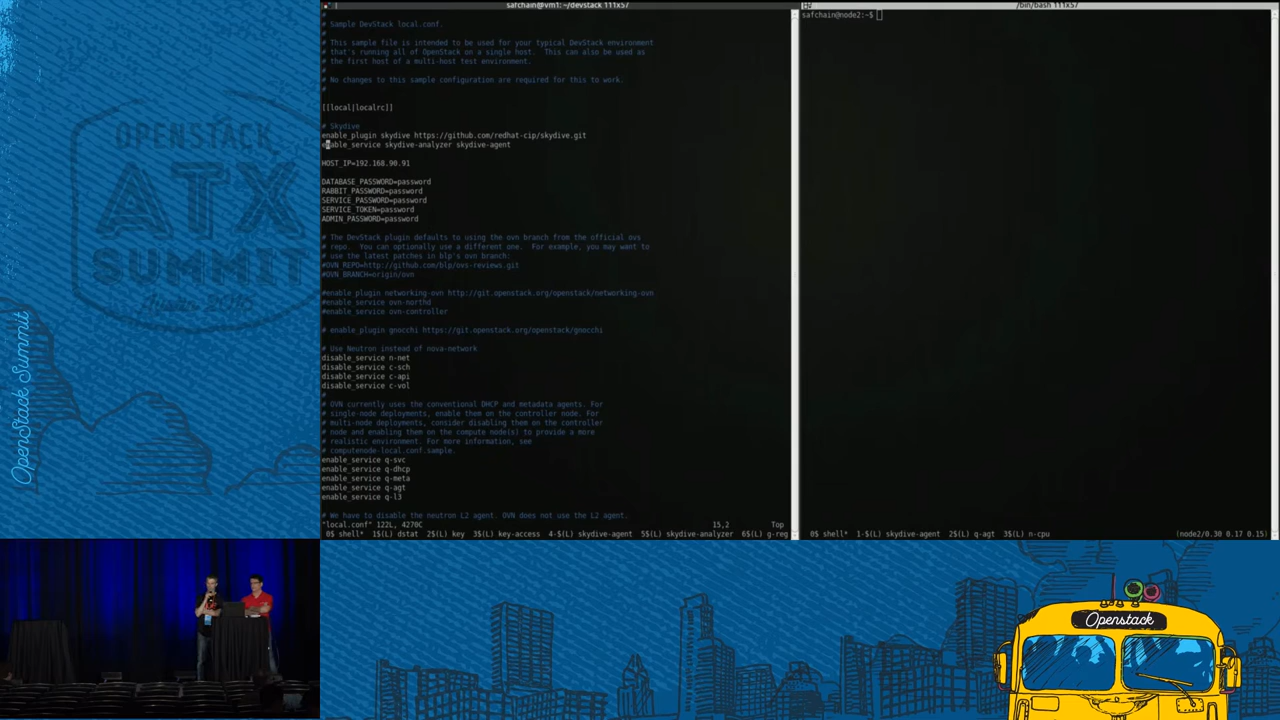 safchain@vm1: ~/devstack 111x57
#
# Sample DevStack local.conf.
#
# This sample file is intended to be used for your typical DevStack environment
# that's running all of OpenStack on a single host.  This can also be used as
# the first host of a multi-host test environment.
#
# No changes to this sample configuration are required for this to work.
#
[[local|localrc]]
# Skydive
enable_plugin skydive https://github.com/redhat-cip/skydive.git
enable_service skydive-analyzer skydive-agent
HOST_IP=192.168.90.91
DATABASE_PASSWORD=password
RABBIT_PASSWORD=password
SERVICE_PASSWORD=password
SERVICE_TOKEN=password
ADMIN_PASSWORD=password
# The DevStack plugin defaults to using the ovn branch from the official ovs
# repo.  You can optionally use a different one.  For example, you may want to
# use the latest patches in blp's ovn branch:
#OVN_REPO=http://github.com/blp/ovs-reviews.git
#OVN_BRANCH=origin/ovn
#enable_plugin networking-ovn http://git.openstack.org/openstack/networking-ovn
#enable_service ovn-northd
#enable_service ovn-controller
# enable_plugin gnocchi https://git.openstack.org/openstack/gnocchi
# Use Neutron instead of nova-network
disable_service n-net
disable_service c-sch
disable_service c-api
disable_service c-vol
#
# OVN currently uses the conventional DHCP and metadata agents. For
# single-node deployments, enable them on the controller node. For
# multi-node deployments, consider disabling them on the controller
# node and enabling them on the compute node(s) to provide a more
# realistic environment. For more information, see
# computenode-local.conf.sample.
enable_service q-svc
enable_service q-dhcp
enable_service q-meta
enable_service q-agt
enable_service q-l3
# We have to disable the neutron L2 agent. OVN does not use the L2 agent.
"local.conf" 122L, 4270C 15,2 Top
0$ shell*  1$(L) dstat  2$(L) key  3$(L) key-access  4-$(L) skydive-agent  5$(L) skydive-analyzer  6$(L) g-reg
/bin/bash 111x57
safchain@node2:~$
0$ shell*  1-$(L) skydive-agent  2$(L) q-agt  3$(L) n-cpu (node2/0.30 0.17 0.15)
OPENSTACK
ATX
SUMMIT
OpenStack Summit
Openstack